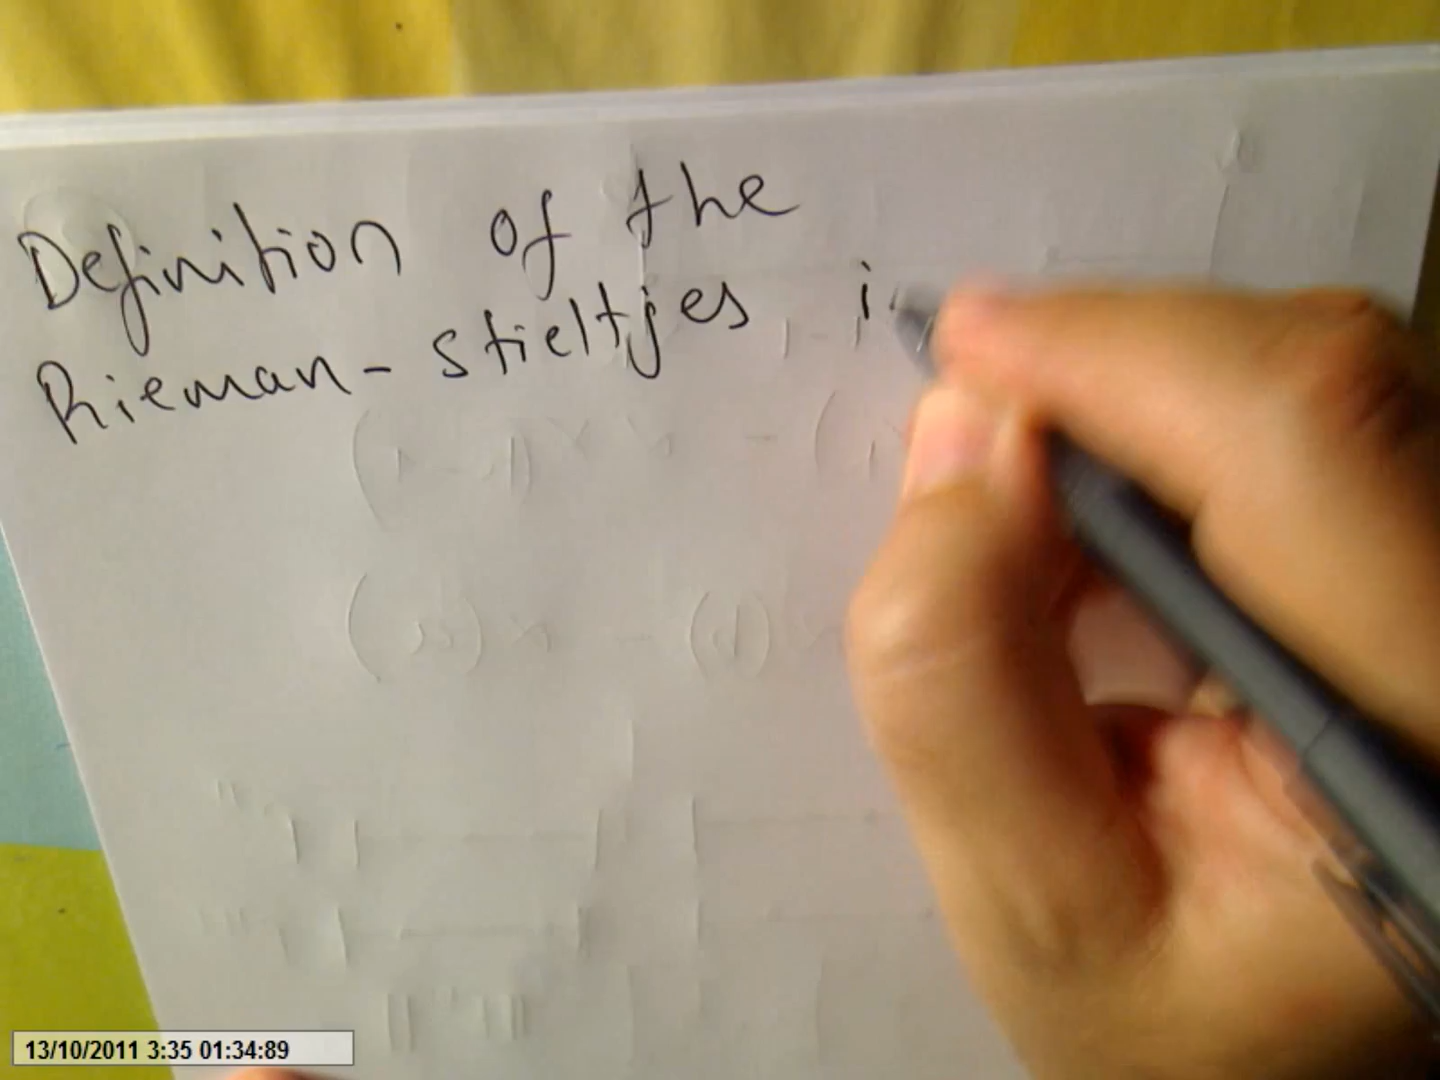 Definition of the
Rieman - stieltjes i
13/10/2011 3:35 01:34:89